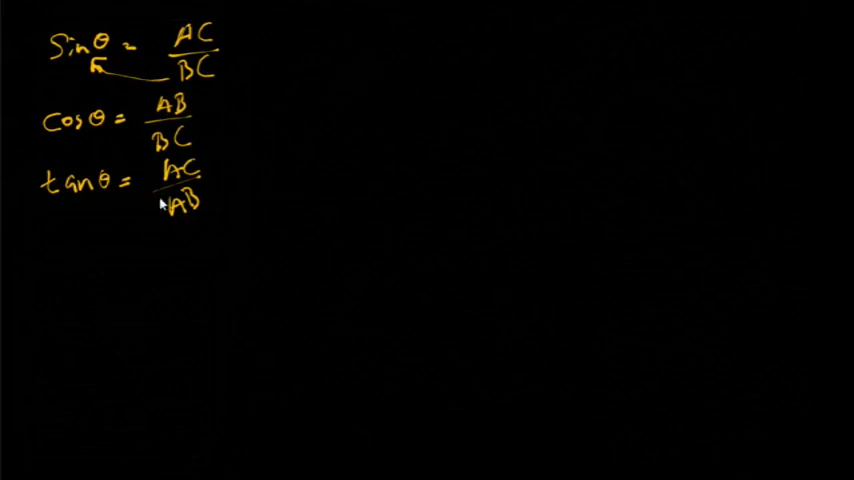 Sinθ = AC/BC
cosθ = AB/BC
tanθ = AC/AB